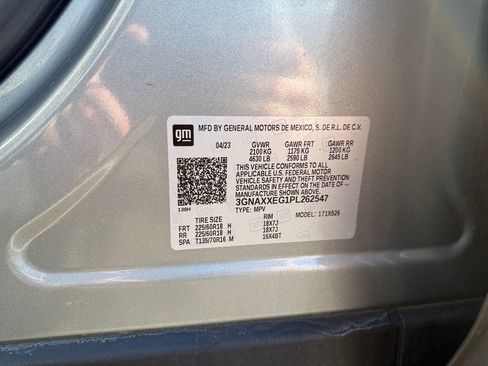 gm
MFD BY GENERAL MOTORS DE MEXICO, S. DE R.L. DE C.V.
04/23 GVWR GAWR FRT GAWR RR
2100 KG 1175 KG 1200 KG
4630 LB 2590 LB 2645 LB
THIS VEHICLE CONFORMS TO ALL
APPLICABLE U.S. FEDERAL MOTOR
VEHICLE SAFETY, BUMPER, AND THEFT
PREVENTION STANDARDS IN EFFECT ON THE
DATE OF MANUFACTURE SHOWN ABOVE.
3GNAXXEG1PL262547
TYPE: MPV MODEL: 171XS26
130H
TIRE SIZE RIM
FRT 225/60R18 H 18X7J
RR 225/60R18 H 18X7J
SPA T135/70R16 M 16X4BT